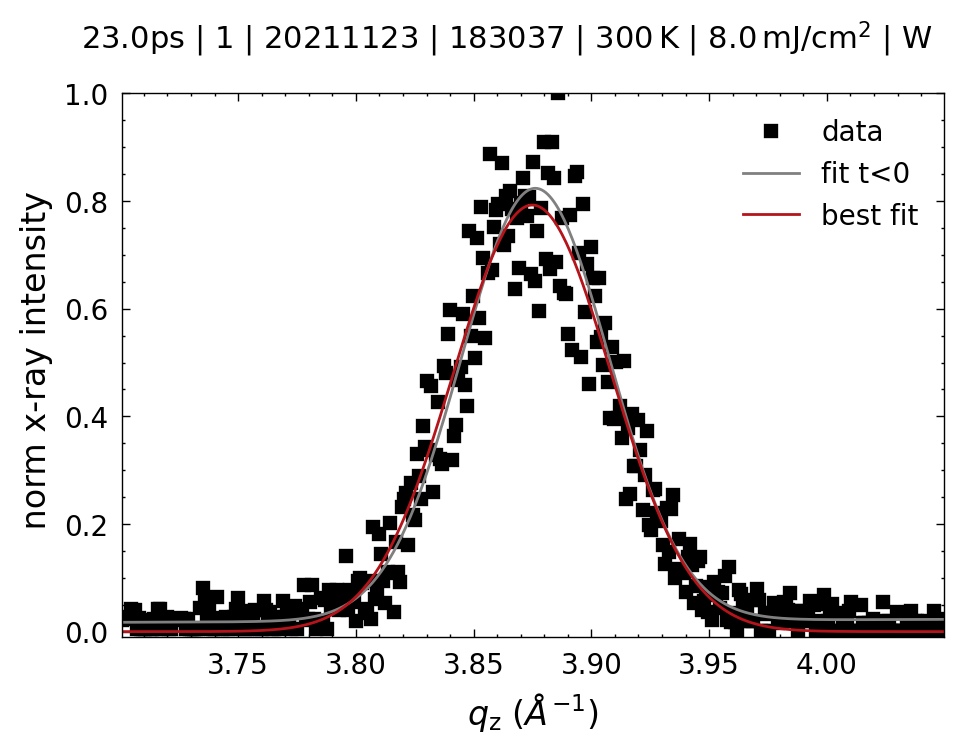 23.0ps | 1 | 20211123 | 183037 | 300 K | 8.0 mJ/cm² | W
1.0
0.8
0.6
0.4
0.2
0.0
norm x-ray intensity
data
fit t<0
best fit
3.75 3.80 3.85 3.90 3.95 4.00
q_z (Å⁻¹)